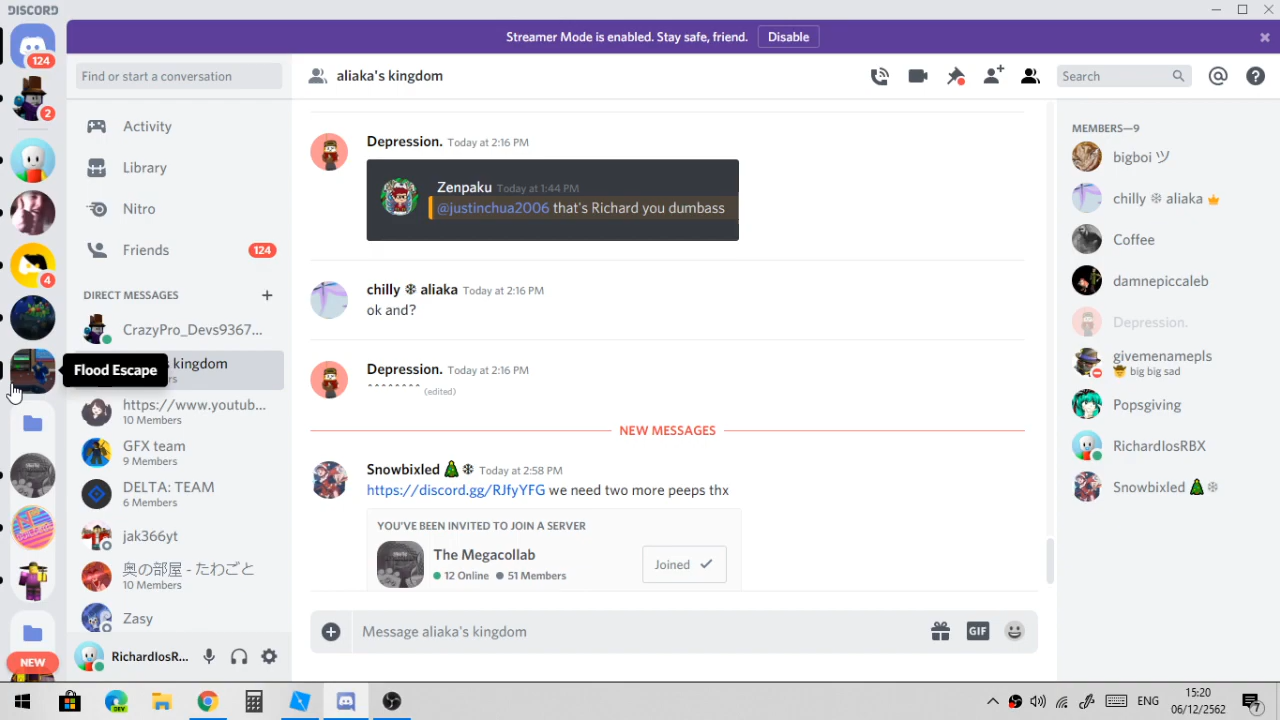 DISCORD
Streamer Mode is enabled. Stay safe, friend. Disable
124
2
4
NEW
Flood Escape
Find or start a conversation
Activity
Library
Nitro
Friends 124
DIRECT MESSAGES
CrazyPro_Devs9367...
kingdom
https://www.youtub...
10 Members
GFX team
9 Members
DELTA: TEAM
6 Members
jak366yt
奥の部屋 - たわごと
10 Members
Zasy
RichardIosR...
aliaka's kingdom
Search
Depression. Today at 2:16 PM
Zenpaku Today at 1:44 PM
@justinchua2006 that's Richard you dumbass
chilly ❄ aliaka Today at 2:16 PM
ok and?
Depression. Today at 2:16 PM
^^^^^^^^ (edited)
NEW MESSAGES
Snowbixled 🎄 ❄ Today at 2:58 PM
https://discord.gg/RJfyYFG we need two more peeps thx
YOU'VE BEEN INVITED TO JOIN A SERVER
The Megacollab
12 Online 51 Members
Joined
Message aliaka's kingdom
GIF
MEMBERS—9
bigboi ツ
chilly ❄ aliaka
Coffee
damnepiccaleb
Depression.
givemenamepls
🤠 big big sad
Popsgiving
RichardIosRBX
Snowbixled 🎄 ❄
DEV
ENG
15:20
06/12/2562
7